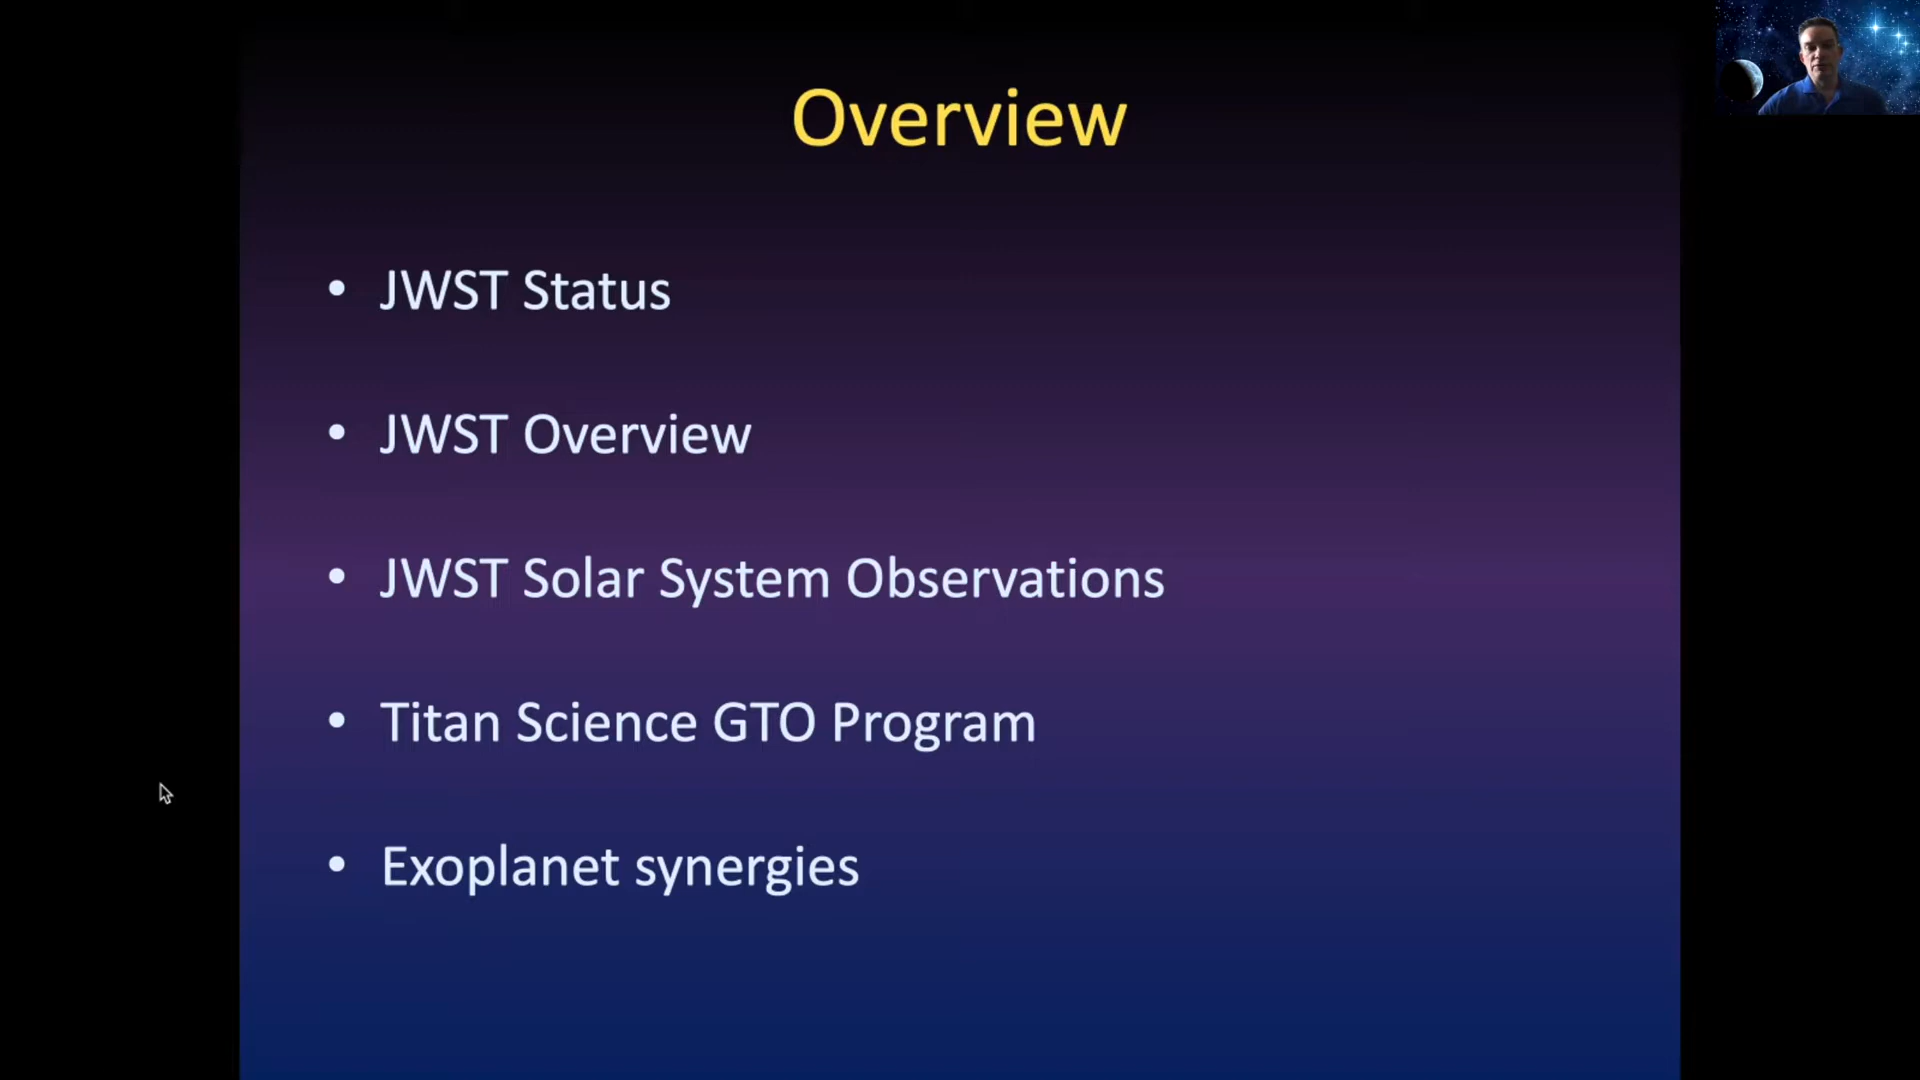 Overview
• JWST Status
• JWST Overview
• JWST Solar System Observations
• Titan Science GTO Program
• Exoplanet synergies